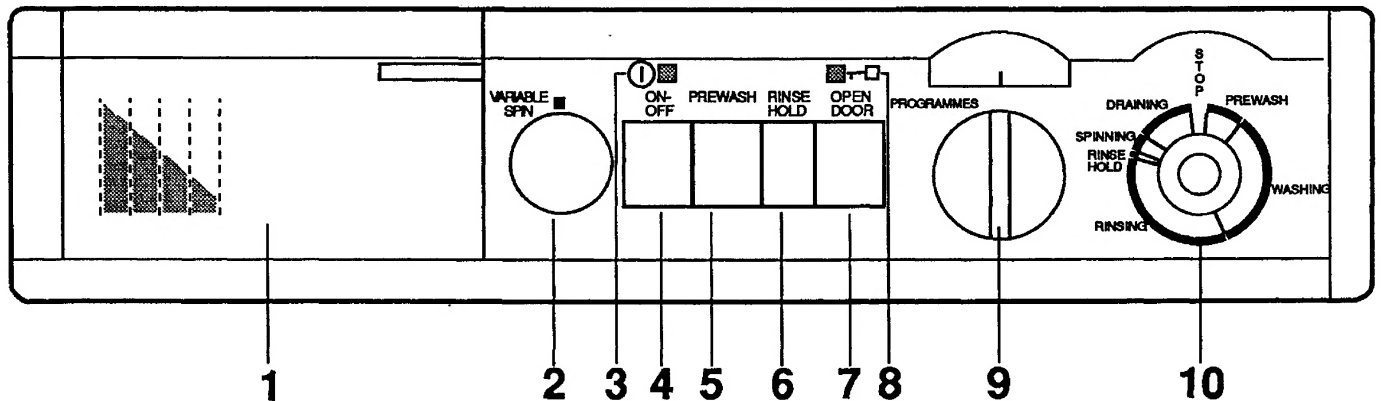 VARIABLE
SPIN
ON-
OFF
PREWASH
RINSE
HOLD
OPEN
DOOR
PROGRAMMES
STOP
DRAINING
PREWASH
SPINNING
RINSE
HOLD
WASHING
RINSING
1 2 3 4 5 6 7 8 9 10